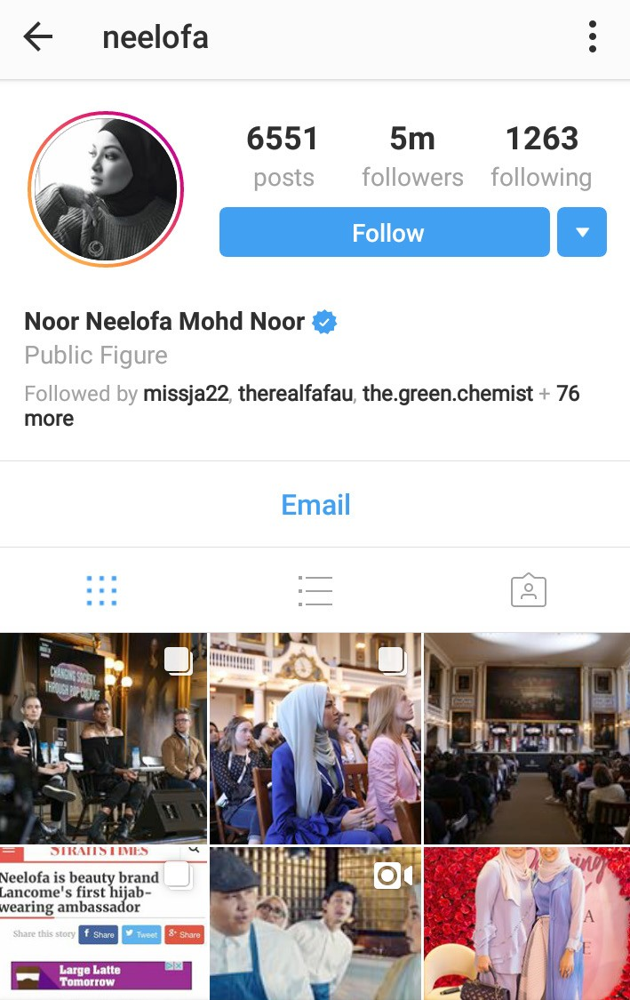 neelofa
6551 5m 1263
posts followers following
Follow
Noor Neelofa Mohd Noor
Public Figure
Followed by missja22, therealfafau, the.green.chemist + 76
more
Email
CHANGING SOCIETY
THROUGH POP CULTURE
STRAITS TIMES
Neelofa is beauty brand
Lancome's first hijab-
wearing ambassador
Share this story f Share Tweet g+ Share
Large Latte
Tomorrow
A
E